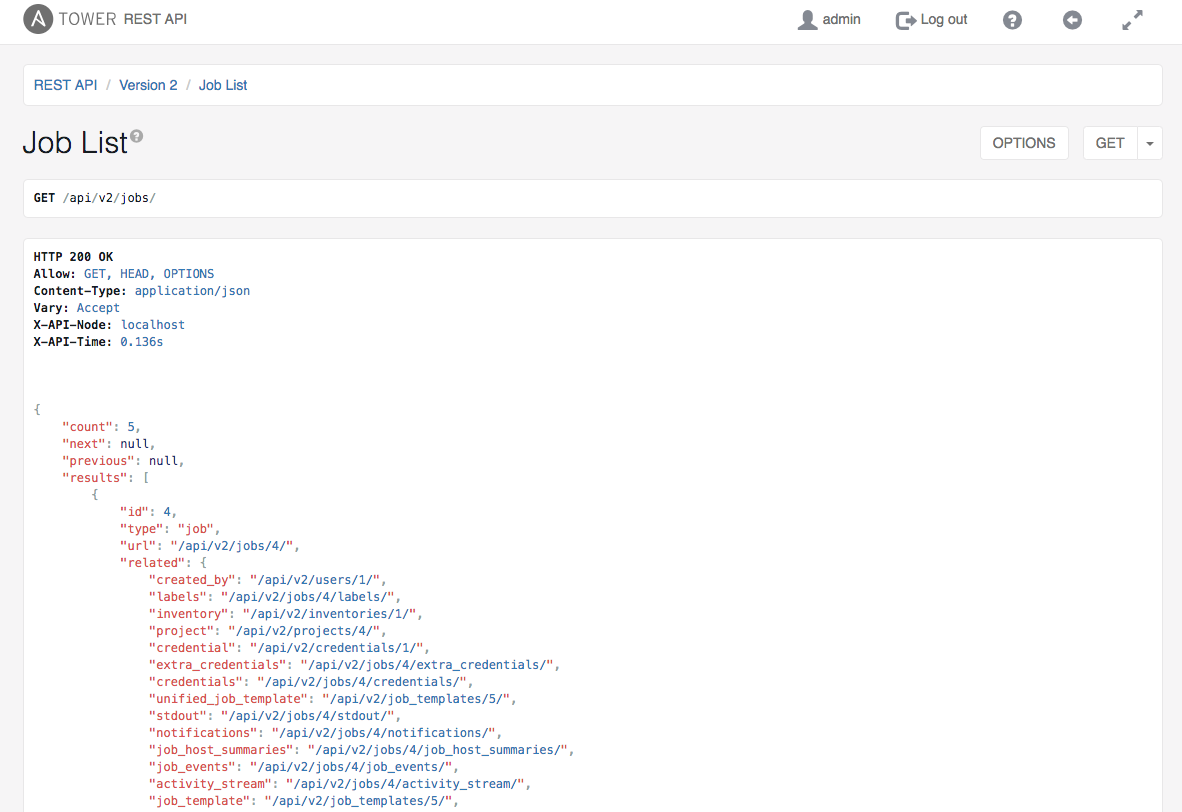 TOWER REST API
admin
Log out
REST API / Version 2 / Job List
Job List
OPTIONS
GET
GET /api/v2/jobs/
HTTP 200 OK
Allow: GET, HEAD, OPTIONS
Content-Type: application/json
Vary: Accept
X-API-Node: localhost
X-API-Time: 0.136s
{
    "count": 5,
    "next": null,
    "previous": null,
    "results": [
        {
            "id": 4,
            "type": "job",
            "url": "/api/v2/jobs/4/",
            "related": {
                "created_by": "/api/v2/users/1/",
                "labels": "/api/v2/jobs/4/labels/",
                "inventory": "/api/v2/inventories/1/",
                "project": "/api/v2/projects/4/",
                "credential": "/api/v2/credentials/1/",
                "extra_credentials": "/api/v2/jobs/4/extra_credentials/",
                "credentials": "/api/v2/jobs/4/credentials/",
                "unified_job_template": "/api/v2/job_templates/5/",
                "stdout": "/api/v2/jobs/4/stdout/",
                "notifications": "/api/v2/jobs/4/notifications/",
                "job_host_summaries": "/api/v2/jobs/4/job_host_summaries/",
                "job_events": "/api/v2/jobs/4/job_events/",
                "activity_stream": "/api/v2/jobs/4/activity_stream/",
                "job_template": "/api/v2/job_templates/5/",